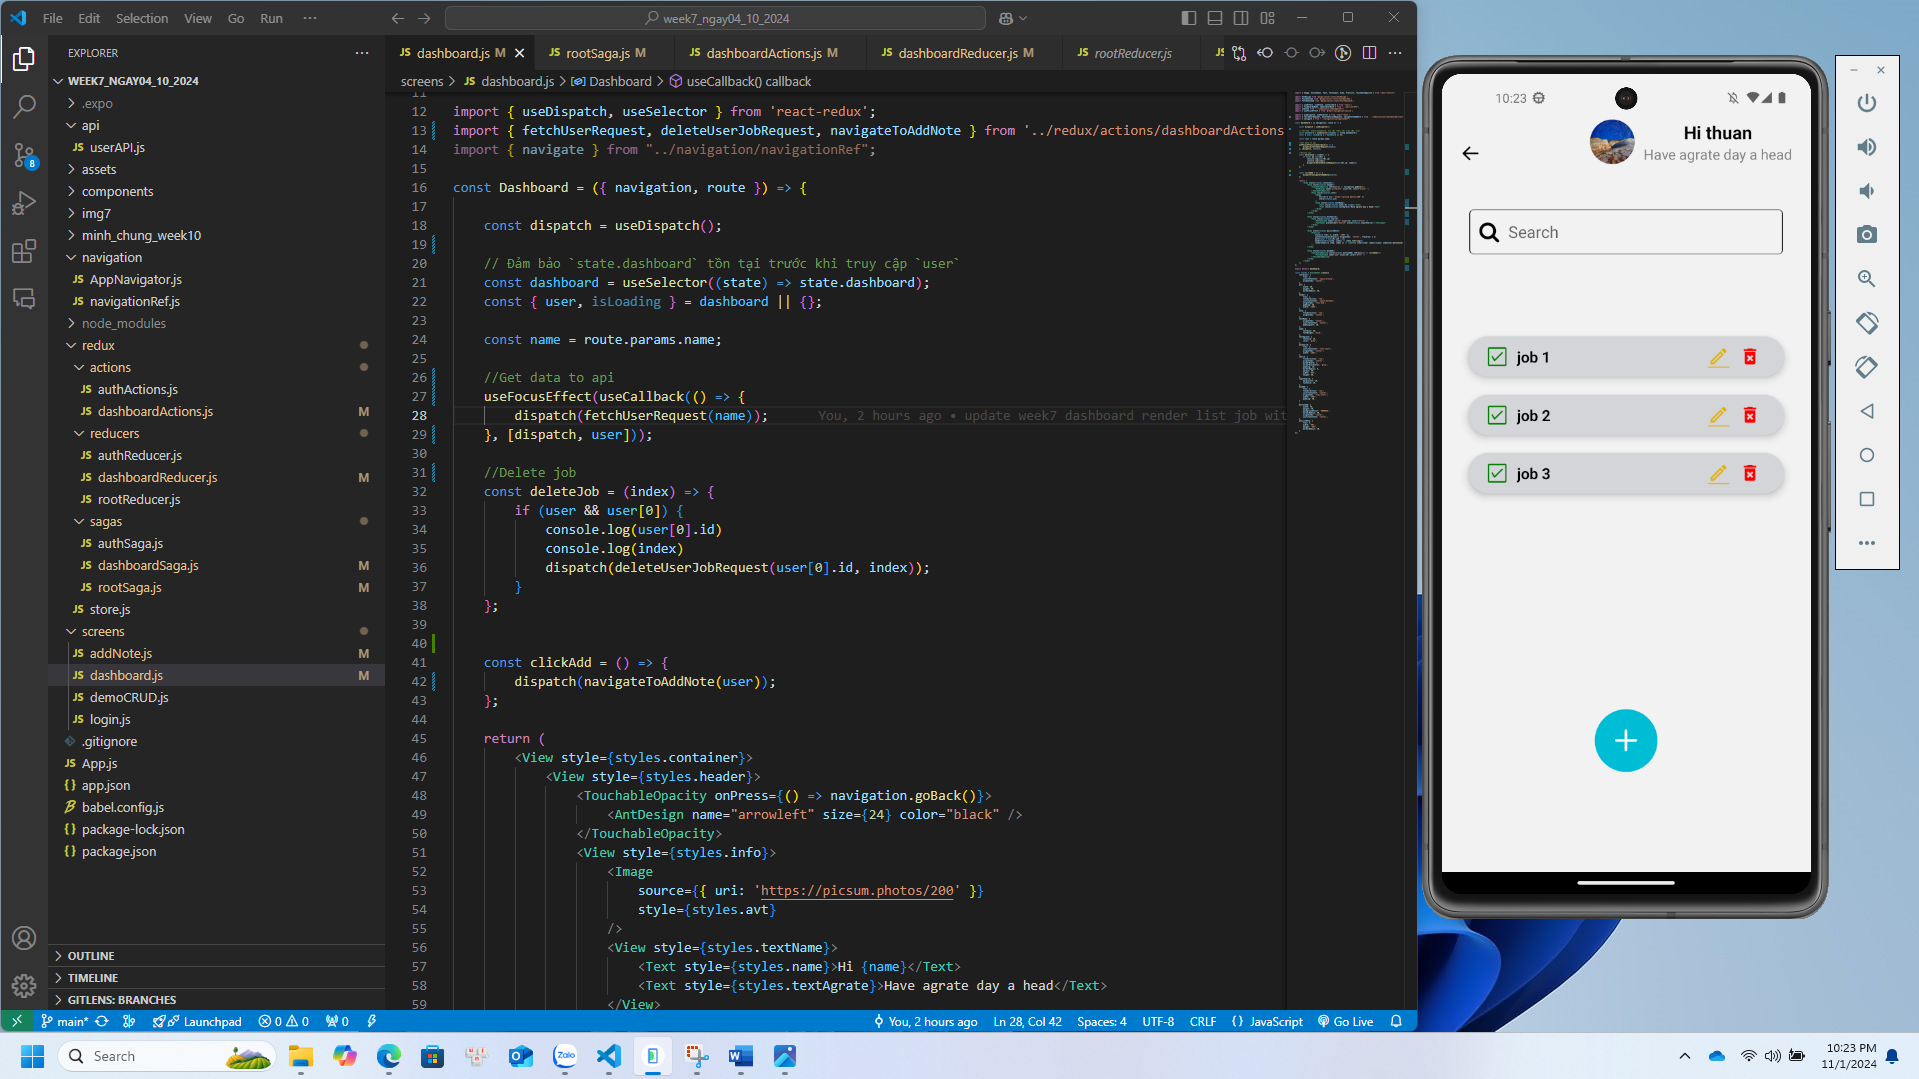 File Edit Selection View Go Run ···
week7_ngay04_10_2024
EXPLORER ···
WEEK7_NGAY04_10_2024
.expo
api
JS userAPI.js
assets
components
img7
minh_chung_week10
navigation
JS AppNavigator.js
JS navigationRef.js
node_modules
redux
actions
JS authActions.js
JS dashboardActions.js M
reducers
JS authReducer.js
JS dashboardReducer.js M
JS rootReducer.js
sagas
JS authSaga.js
JS dashboardSaga.js M
JS rootSaga.js M
JS store.js
screens
JS addNote.js M
JS dashboard.js M
JS demoCRUD.js
JS login.js
.gitignore
JS App.js
{} app.json
babel.config.js
{} package-lock.json
{} package.json
OUTLINE
TIMELINE
GITLENS: BRANCHES
JS dashboard.js M
JS rootSaga.js M
JS dashboardActions.js M
JS dashboardReducer.js M
JS rootReducer.js
screens > JS dashboard.js > Dashboard > useCallback() callback
11
12 import { useDispatch, useSelector } from 'react-redux';
13 import { fetchUserRequest, deleteUserJobRequest, navigateToAddNote } from '../redux/actions/dashboardActions
14 import { navigate } from "../navigation/navigationRef";
15
16 const Dashboard = ({ navigation, route }) => {
17
18 const dispatch = useDispatch();
19
20 // Đảm bảo `state.dashboard` tồn tại trước khi truy cập `user`
21 const dashboard = useSelector((state) => state.dashboard);
22 const { user, isLoading } = dashboard || {};
23
24 const name = route.params.name;
25
26 //Get data to api
27 useFocusEffect(useCallback(() => {
28 dispatch(fetchUserRequest(name)); You, 2 hours ago • update week7 dashboard render list job wit
29 }, [dispatch, user]));
30
31 //Delete job
32 const deleteJob = (index) => {
33 if (user && user[0]) {
34 console.log(user[0].id)
35 console.log(index)
36 dispatch(deleteUserJobRequest(user[0].id, index));
37 }
38 };
39
40
41 const clickAdd = () => {
42 dispatch(navigateToAddNote(user));
43 };
44
45 return (
46 <View style={styles.container}>
47 <View style={styles.header}>
48 <TouchableOpacity onPress={() => navigation.goBack()}>
49 <AntDesign name="arrowleft" size={24} color="black" />
50 </TouchableOpacity>
51 <View style={styles.info}>
52 <Image
53 source={{ uri: 'https://picsum.photos/200' }}
54 style={styles.avt}
55 />
56 <View style={styles.textName}>
57 <Text style={styles.name}>Hi {name}</Text>
58 <Text style={styles.textAgrate}>Have agrate day a head</Text>
59 </View>
main* Launchpad 0 0 0 You, 2 hours ago Ln 28, Col 42 Spaces: 4 UTF-8 CRLF {} JavaScript Go Live
10:23
Hi thuan
Have agrate day a head
Search
job 1
job 2
job 3
+
8
Search
Zalo
10:23 PM
11/1/2024